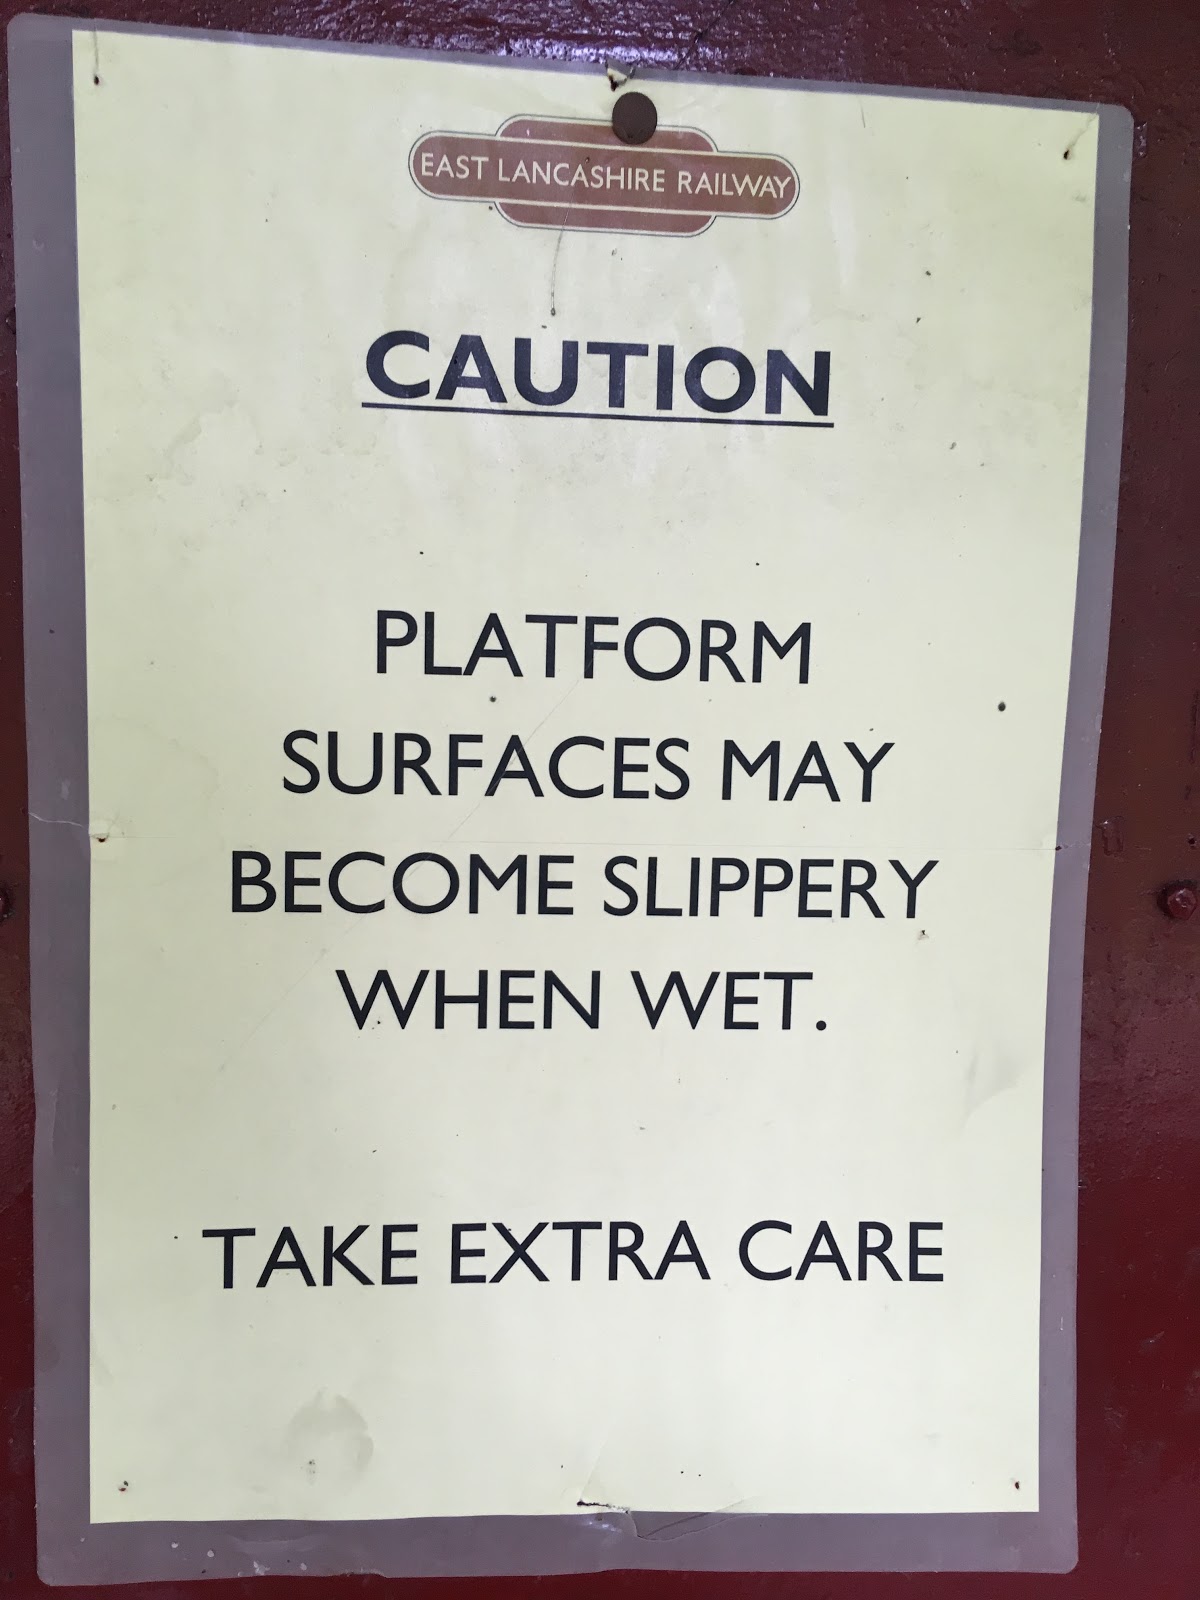 EAST LANCASHIRE RAILWAY
CAUTION
PLATFORM
SURFACES MAY
BECOME SLIPPERY
WHEN WET.
TAKE EXTRA CARE